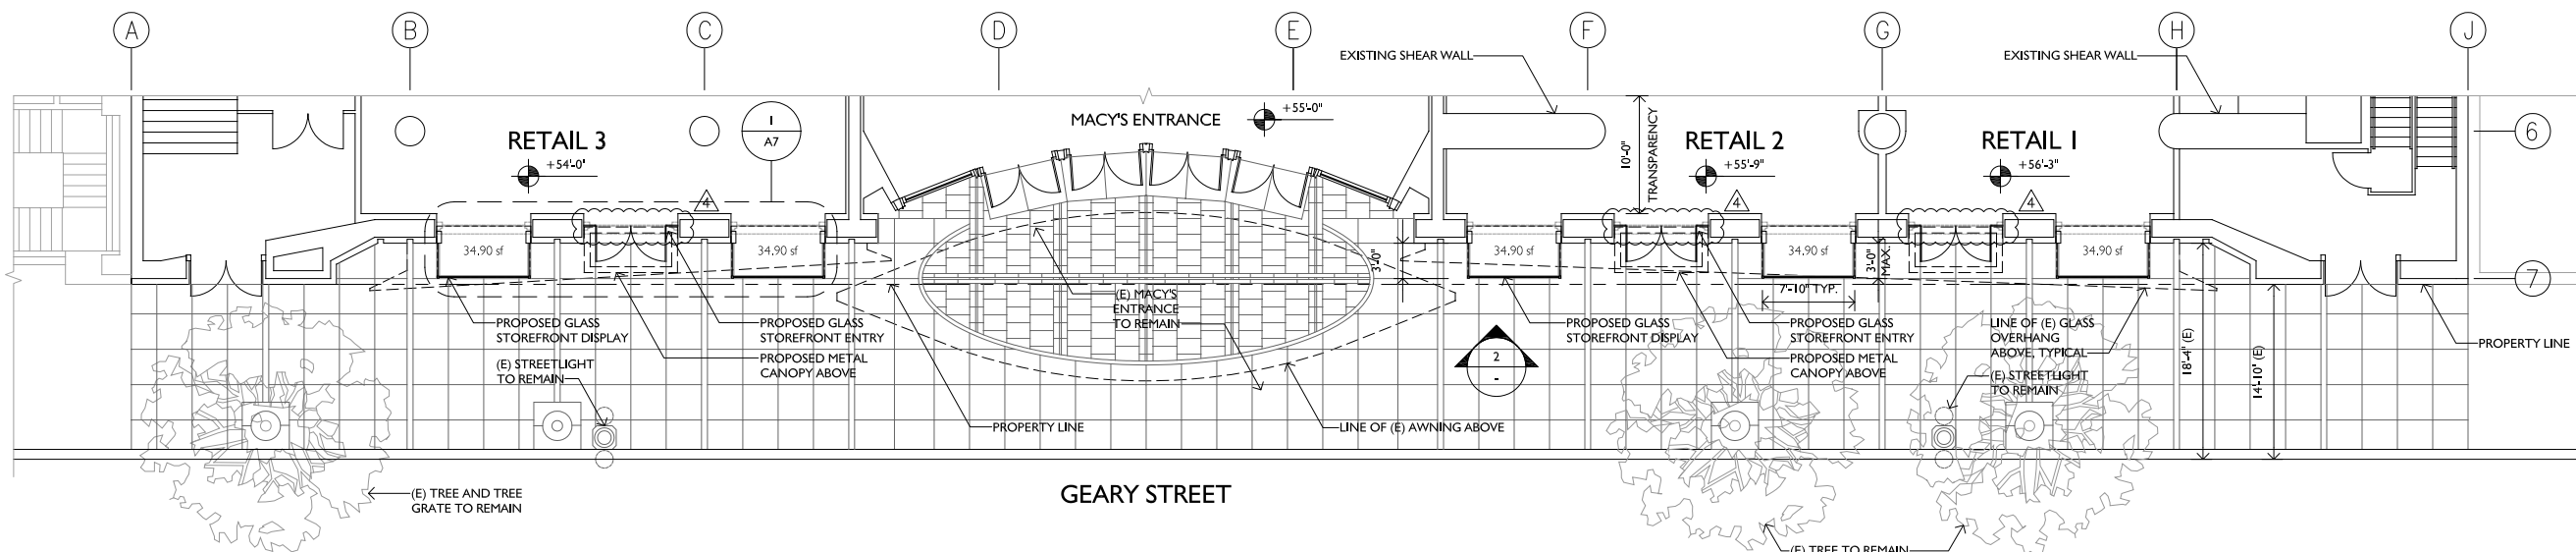 A
B
C
D
E
F
G
H
J
EXISTING SHEAR WALL
EXISTING SHEAR WALL
RETAIL 3
+54'-0"
1
A7
MACY'S ENTRANCE
+55'-0"
10'-0"
TRANSPARENCY
RETAIL 2
+55'-9"
RETAIL 1
+56'-3"
6
4
4
4
34.90 sf
34.90 sf
34.90 sf
34.90 sf
34.90 sf
3'-0"
3'-0"
MAX.
7
7'-10" TYP.
(E) MACY'S
ENTRANCE
TO REMAIN
PROPOSED GLASS
STOREFRONT DISPLAY
PROPOSED GLASS
STOREFRONT ENTRY
PROPOSED METAL
CANOPY ABOVE
(E) STREETLIGHT
TO REMAIN
2
-
PROPOSED GLASS
STOREFRONT DISPLAY
PROPOSED GLASS
STOREFRONT ENTRY
PROPOSED METAL
CANOPY ABOVE
LINE OF (E) GLASS
OVERHANG
ABOVE, TYPICAL
(E) STREETLIGHT
TO REMAIN
18'-4" (E)
14'-10" (E)
PROPERTY LINE
PROPERTY LINE
LINE OF (E) AWNING ABOVE
(E) TREE AND TREE
GRATE TO REMAIN
GEARY STREET
(E) TREE TO REMAIN